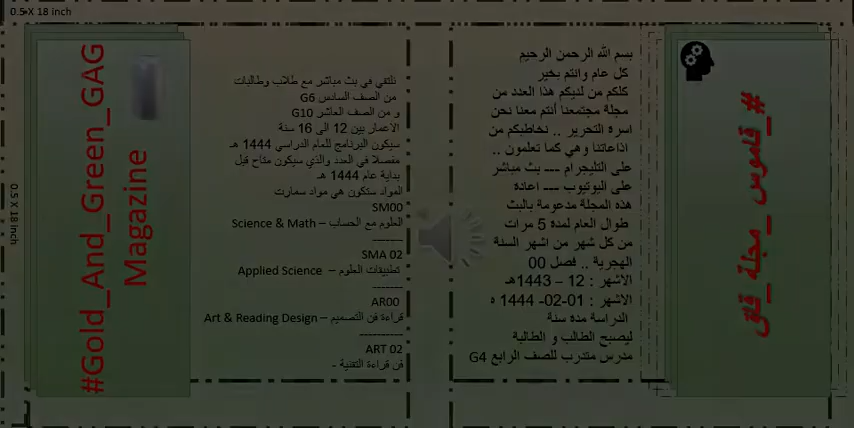 0.5 X 18 inch
0.5 X 18 inch
#Gold_And_Green_GAG
Magazine
نلتقي في بث مباشر مع طلاب وطالبات
من الصف السادس G6
و من الصف العاشر G10
الاعمار بين 12 الى 16 سنة
سيكون البرنامج للعام الدراسي 1444 هـ
مفصلا في العدد والذي سيكون متاح قبل
بداية عام 1444 هـ
المواد ستكون هي مواد سمارت
SM00
العلوم مع الحساب – Science & Math
------
SMA 02
تطبيقات العلوم – Applied Science
-------
AR00
قراءة فن التصميم – Art & Reading Design
----------
ART 02
فن قراءة التقنية -
بسم الله الرحمن الرحيم
كل عام وانتم بخير
كلكم من لديكم هذا العدد من
مجلة مجتمعنا أنتم معنا نحن
اسرة التحرير .. نخاطبكم من
اذاعاتنا وهي كما تعلمون ..
على التليجرام ---- بث مباشر
على اليوتيوب ---- اعادة
هذه المجلة مدعومة بالبث
طوال العام لمدة 5 مرات
من كل شهر من اشهر السنة
الهجرية .. فصل 00
الاشهر : 12 – 1443هـ
الاشهر : 01-02- 1444 ه
الدراسة مدة سنة
ليصبح الطالب و الطالبة
مدرس متدرب للصف الرابع G4
#_قاموس_مجلة_قلق